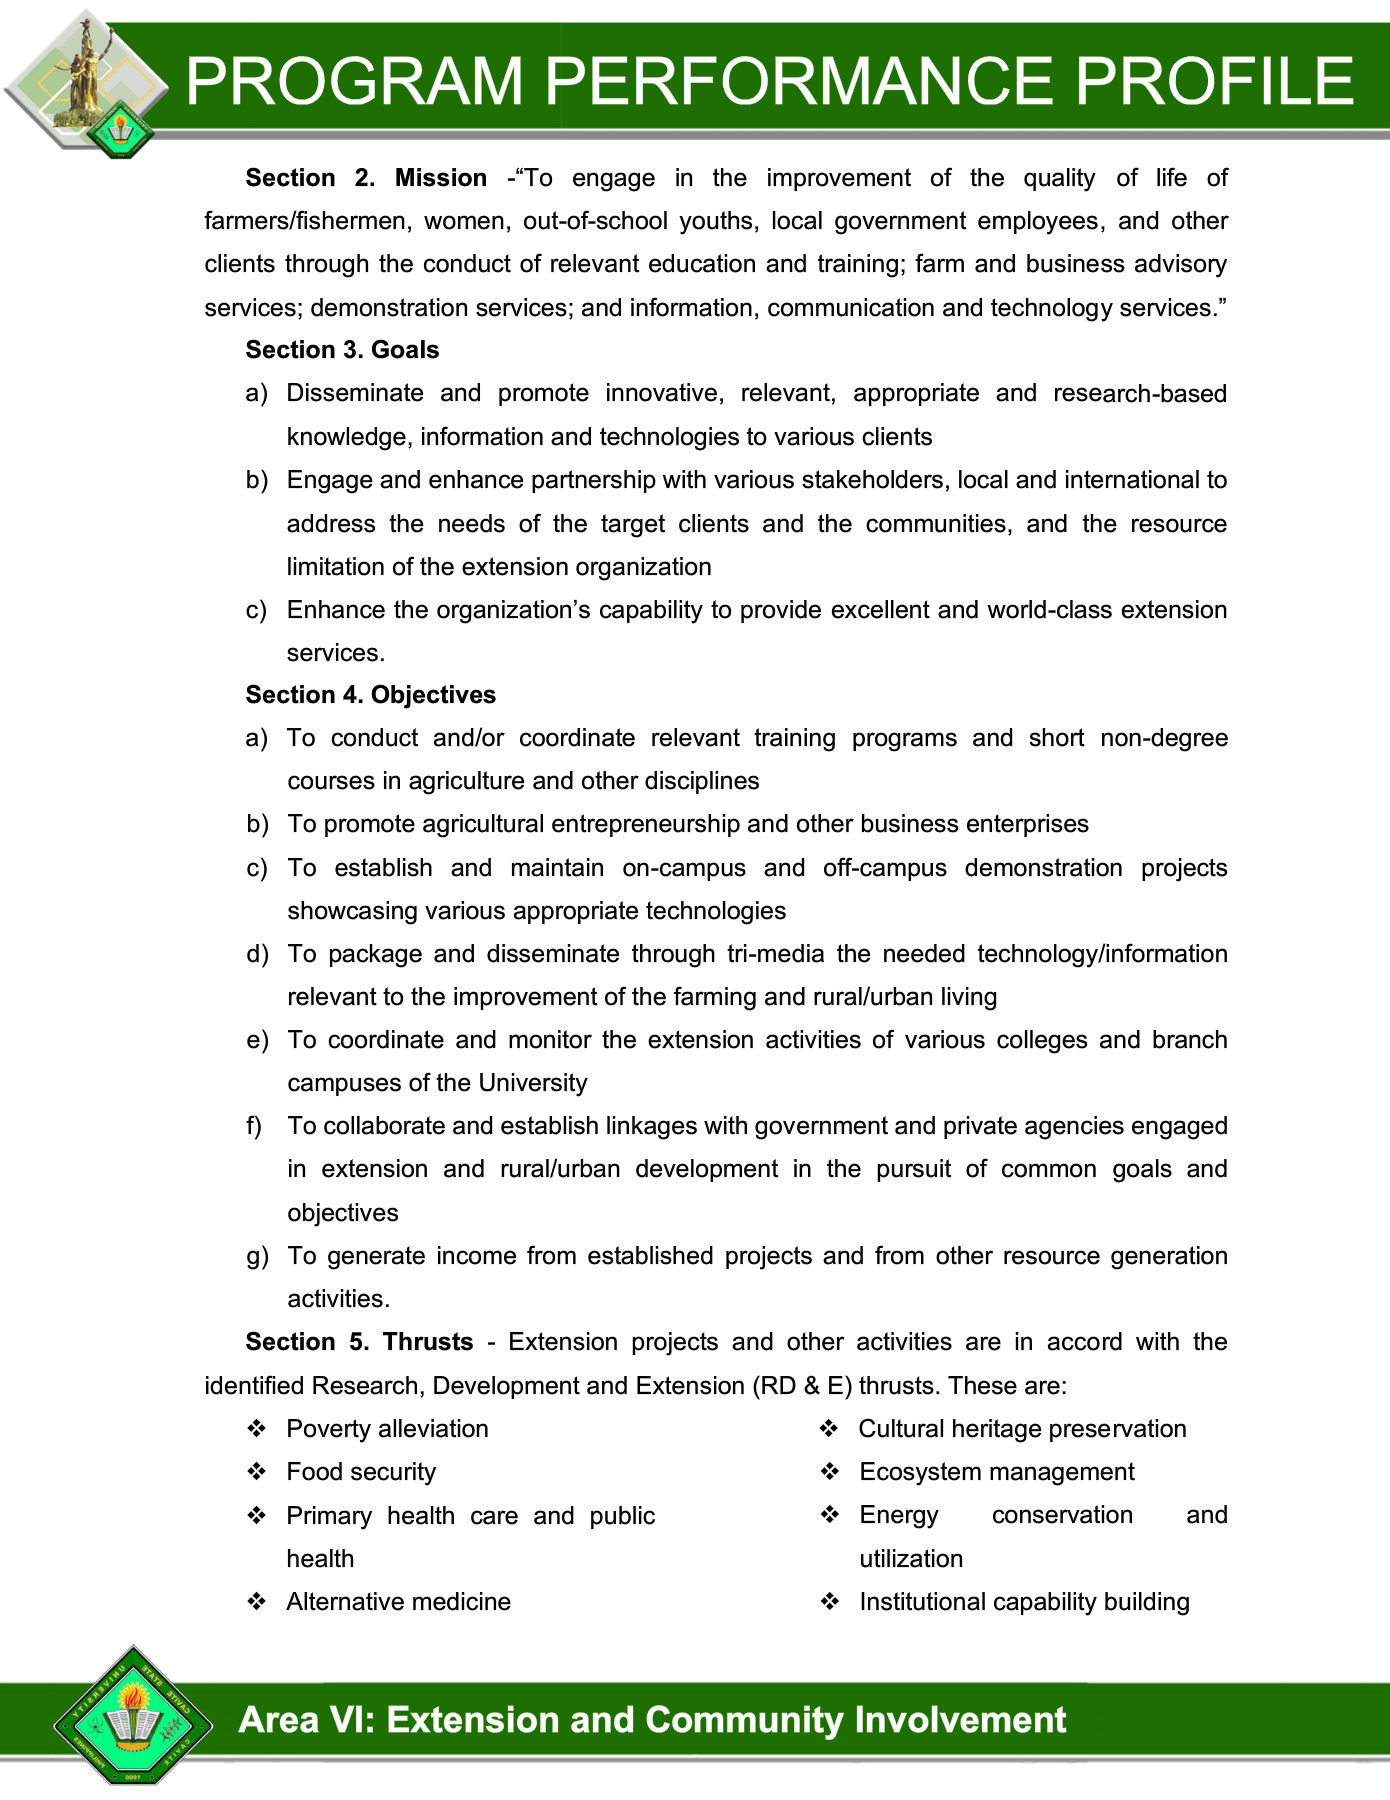 PROGRAM PERFORMANCE PROFILE
Section 2. Mission -“To engage in the improvement of the quality of life of
farmers/fishermen, women, out-of-school youths, local government employees, and other
clients through the conduct of relevant education and training; farm and business advisory
services; demonstration services; and information, communication and technology services.”
Section 3. Goals
a) Disseminate and promote innovative, relevant, appropriate and research-based
knowledge, information and technologies to various clients
b) Engage and enhance partnership with various stakeholders, local and international to
address the needs of the target clients and the communities, and the resource
limitation of the extension organization
c) Enhance the organization’s capability to provide excellent and world-class extension
services.
Section 4. Objectives
a) To conduct and/or coordinate relevant training programs and short non-degree
courses in agriculture and other disciplines
b) To promote agricultural entrepreneurship and other business enterprises
c) To establish and maintain on-campus and off-campus demonstration projects
showcasing various appropriate technologies
d) To package and disseminate through tri-media the needed technology/information
relevant to the improvement of the farming and rural/urban living
e) To coordinate and monitor the extension activities of various colleges and branch
campuses of the University
f) To collaborate and establish linkages with government and private agencies engaged
in extension and rural/urban development in the pursuit of common goals and
objectives
g) To generate income from established projects and from other resource generation
activities.
Section 5. Thrusts - Extension projects and other activities are in accord with the
identified Research, Development and Extension (RD & E) thrusts. These are:
❖ Poverty alleviation
❖ Food security
❖ Primary health care and public
health
❖ Alternative medicine
❖ Cultural heritage preservation
❖ Ecosystem management
❖ Energy conservation and
utilization
❖ Institutional capability building
CAVITE STATE UNIVERSITY
CAVITE PHILIPPINES
Area VI: Extension and Community Involvement